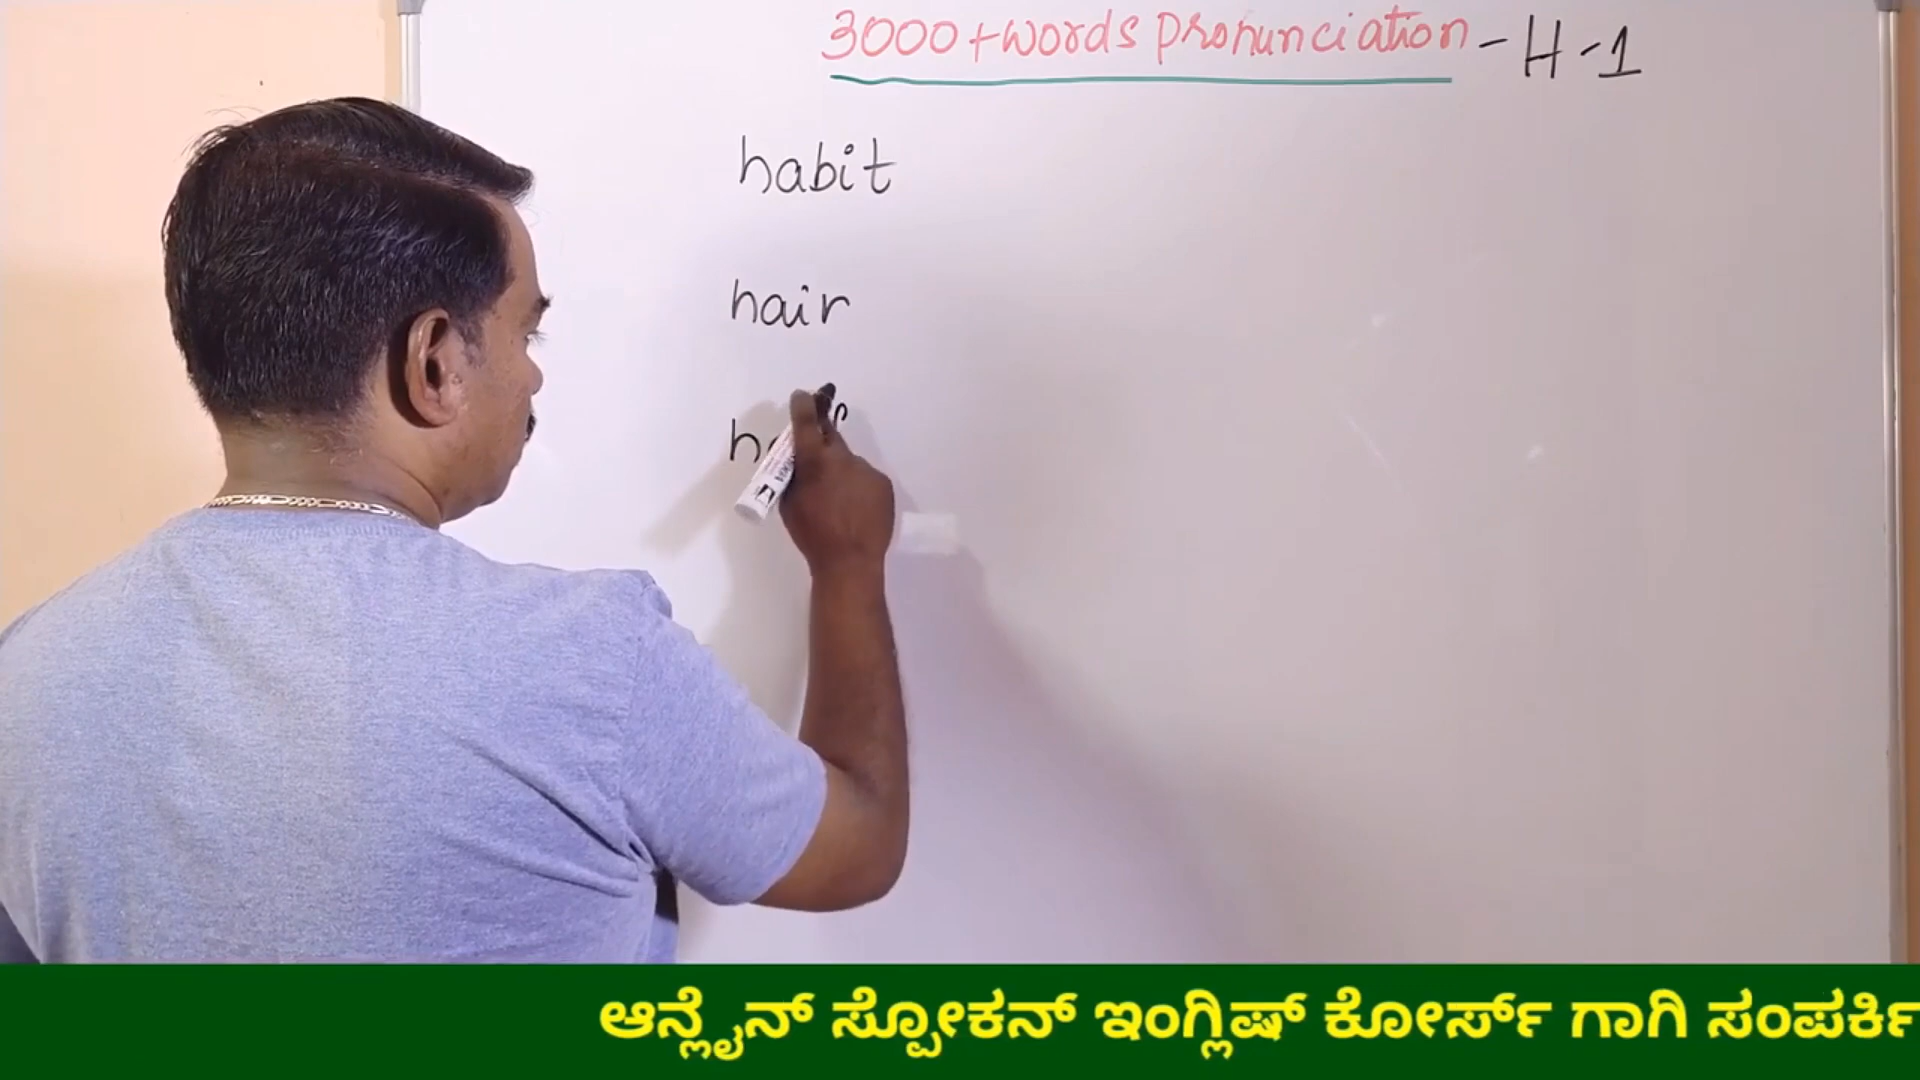 3000+words pronunciation - H-1
habit
hair
ಆನ್ಲೈನ್ ಸ್ಪೋಕನ್ ಇಂಗ್ಲಿಷ್ ಕೋರ್ಸ್ ಗಾಗಿ